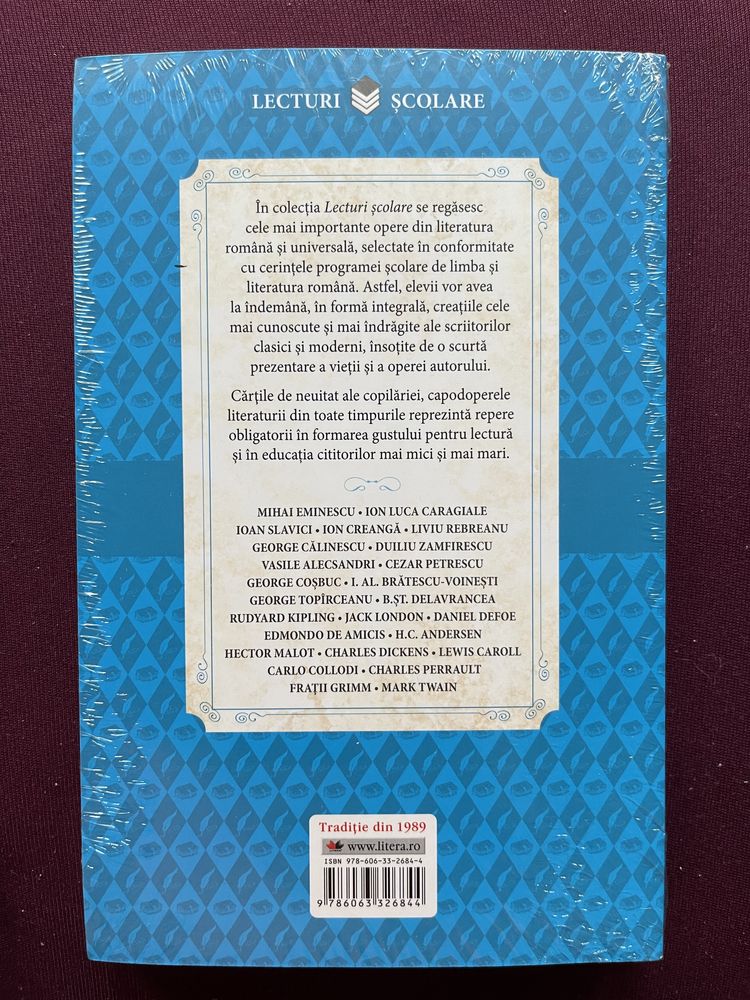 LECTURI ȘCOLARE
În colecția Lecturi școlare se regăsesc
cele mai importante opere din literatura
română și universală, selectate în conformitate
cu cerințele programei școlare de limba și
literatura română. Astfel, elevii vor avea
la îndemână, în formă integrală, creațiile cele
mai cunoscute și mai îndrăgite ale scriitorilor
clasici și moderni, însoțite de o scurtă
prezentare a vieții și a operei autorului.
Cărțile de neuitat ale copilăriei, capodoperele
literaturii din toate timpurile reprezintă repere
obligatorii în formarea gustului pentru lectură
și în educația cititorilor mai mici și mai mari.
MIHAI EMINESCU • ION LUCA CARAGIALE
IOAN SLAVICI • ION CREANGĂ • LIVIU REBREANU
GEORGE CĂLINESCU • DUILIU ZAMFIRESCU
VASILE ALECSANDRI • CEZAR PETRESCU
GEORGE COȘBUC • I. AL. BRĂTESCU-VOINEȘTI
GEORGE TOPÎRCEANU • B.ȘT. DELAVRANCEA
RUDYARD KIPLING • JACK LONDON • DANIEL DEFOE
EDMONDO DE AMICIS • H.C. ANDERSEN
HECTOR MALOT • CHARLES DICKENS • LEWIS CAROLL
CARLO COLLODI • CHARLES PERRAULT
FRAȚII GRIMM • MARK TWAIN
Tradiție din 1989
www.litera.ro
ISBN 978-606-33-2684-4
9 786063 326844